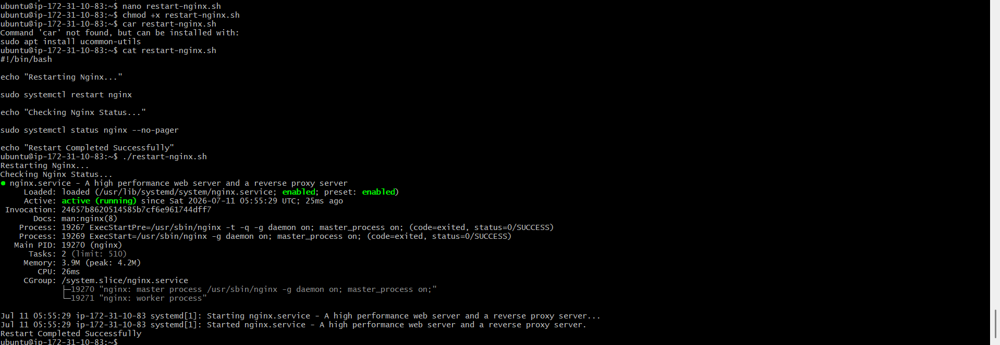 ubuntu@ip-172-31-10-83:~$ nano restart-nginx.sh
ubuntu@ip-172-31-10-83:~$ chmod +x restart-nginx.sh
ubuntu@ip-172-31-10-83:~$ car restart-nginx.sh
Command 'car' not found, but can be installed with:
sudo apt install ucommon-utils
ubuntu@ip-172-31-10-83:~$ cat restart-nginx.sh
#!/bin/bash

echo "Restarting Nginx..."

sudo systemctl restart nginx

echo "Checking Nginx Status..."

sudo systemctl status nginx --no-pager

echo "Restart Completed Successfully"
ubuntu@ip-172-31-10-83:~$ ./restart-nginx.sh
Restarting Nginx...
Checking Nginx Status...
● nginx.service - A high performance web server and a reverse proxy server
     Loaded: loaded (/usr/lib/systemd/system/nginx.service; enabled; preset: enabled)
     Active: active (running) since Sat 2026-07-11 05:55:29 UTC; 25ms ago
 Invocation: 24657b8620514585b7cf6e961744dff7
       Docs: man:nginx(8)
    Process: 19267 ExecStartPre=/usr/sbin/nginx -t -q -g daemon on; master_process on; (code=exited, status=0/SUCCESS)
    Process: 19269 ExecStart=/usr/sbin/nginx -g daemon on; master_process on; (code=exited, status=0/SUCCESS)
   Main PID: 19270 (nginx)
      Tasks: 2 (limit: 510)
     Memory: 3.9M (peak: 4.2M)
        CPU: 26ms
     CGroup: /system.slice/nginx.service
             ├─19270 "nginx: master process /usr/sbin/nginx -g daemon on; master_process on;"
             └─19271 "nginx: worker process"

Jul 11 05:55:29 ip-172-31-10-83 systemd[1]: Starting nginx.service - A high performance web server and a reverse proxy server...
Jul 11 05:55:29 ip-172-31-10-83 systemd[1]: Started nginx.service - A high performance web server and a reverse proxy server.
Restart Completed Successfully
ubuntu@ip-172-31-10-83:~$